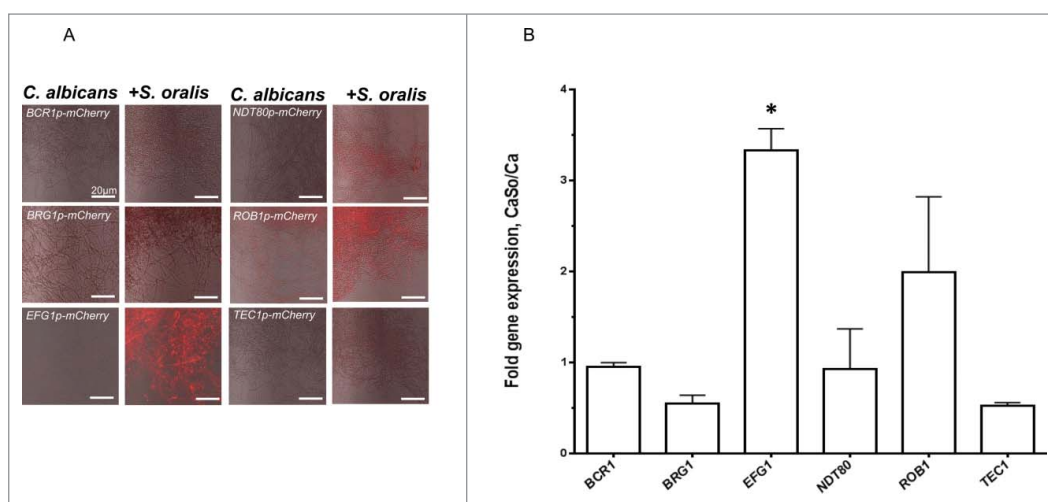 A
C. albicans +S. oralis C. albicans +S. oralis
BCR1p-mCherry NDT80p-mCherry
20µm
BRG1p-mCherry ROB1p-mCherry
EFG1p-mCherry TEC1p-mCherry
B
Fold gene expression, CaSo/Ca
4
3
2
1
0
*
BCR1 BRG1 EFG1 NDT80 ROB1 TEC1